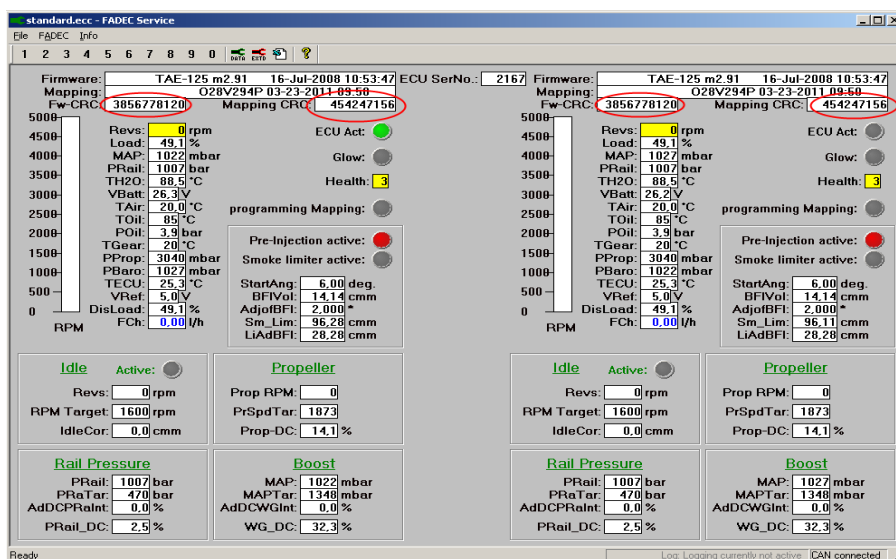 standard.ecc - FADEC Service
File FADEC Info
1 2 3 4 5 6 7 8 9 0 DATA EXTD ?
Firmware: TAE-125 m2.91 16-Jul-2008 10:53:47 ECU SerNo.: 2167 Firmware: TAE-125 m2.91 16-Jul-2008 10:53:47
Mapping: O28V294P 03-23-2011 09:50 Mapping: O28V294P 03-23-2011 09:50
Fw-CRC: 3856778120 Mapping CRC: 454247156 Fw-CRC: 3856778120 Mapping CRC: 454247156
5000
4500
4000
3500
3000
2500
2000
1500
1000
500
0
RPM
Revs: 0 rpm
Load: 49,1 %
MAP: 1022 mbar
PRail: 1007 bar
TH2O: 88,5 °C
VBatt: 26,3 V
TAir: 20,0 °C
TOil: 85 °C
POil: 3,9 bar
TGear: 20 °C
PProp: 3040 mbar
PBaro: 1027 mbar
TECU: 25,3 °C
VRef: 5,0 V
DisLoad: 49,1 %
FCh: 0,00 l/h
ECU Act:
Glow:
Health: 3
programming Mapping:
Pre-Injection active:
Smoke limiter active:
StartAng: 6,00 deg.
BFIVol: 14,14 cmm
AdjofBFI: 2,000 °
Sm_Lim: 96,28 cmm
LiAdBFI: 28,28 cmm
Idle Active:
Revs: 0 rpm
RPM Target: 1600 rpm
IdleCor: 0,0 cmm
Propeller
Prop RPM: 0
PrSpdTar: 1873
Prop-DC: 14,1 %
Rail Pressure
PRail: 1007 bar
PRaTar: 470 bar
AdDCPRaInt: 0,0 %
PRail_DC: 2,5 %
Boost
MAP: 1022 mbar
MAPTar: 1348 mbar
AdDCWGInt: 0,0 %
WG_DC: 32,3 %
5000
4500
4000
3500
3000
2500
2000
1500
1000
500
0
RPM
Revs: 0 rpm
Load: 49,1 %
MAP: 1027 mbar
PRail: 1007 bar
TH2O: 88,5 °C
VBatt: 26,2 V
TAir: 20,0 °C
TOil: 85 °C
POil: 3,9 bar
TGear: 20 °C
PProp: 3040 mbar
PBaro: 1027 mbar
TECU: 25,3 °C
VRef: 5,0 V
DisLoad: 49,1 %
FCh: 0,00 l/h
ECU Act:
Glow:
Health: 3
programming Mapping:
Pre-Injection active:
Smoke limiter active:
StartAng: 6,00 deg.
BFIVol: 14,14 cmm
AdjofBFI: 2,000 °
Sm_Lim: 96,11 cmm
LiAdBFI: 28,28 cmm
Idle Active:
Revs: 0 rpm
RPM Target: 1600 rpm
IdleCor: 0,0 cmm
Propeller
Prop RPM: 0
PrSpdTar: 1873
Prop-DC: 14,1 %
Rail Pressure
PRail: 1007 bar
PRaTar: 470 bar
AdDCPRaInt: 0,0 %
PRail_DC: 2,5 %
Boost
MAP: 1027 mbar
MAPTar: 1348 mbar
AdDCWGInt: 0,0 %
WG_DC: 32,3 %
Ready Log: Logging currently not active CAN connected